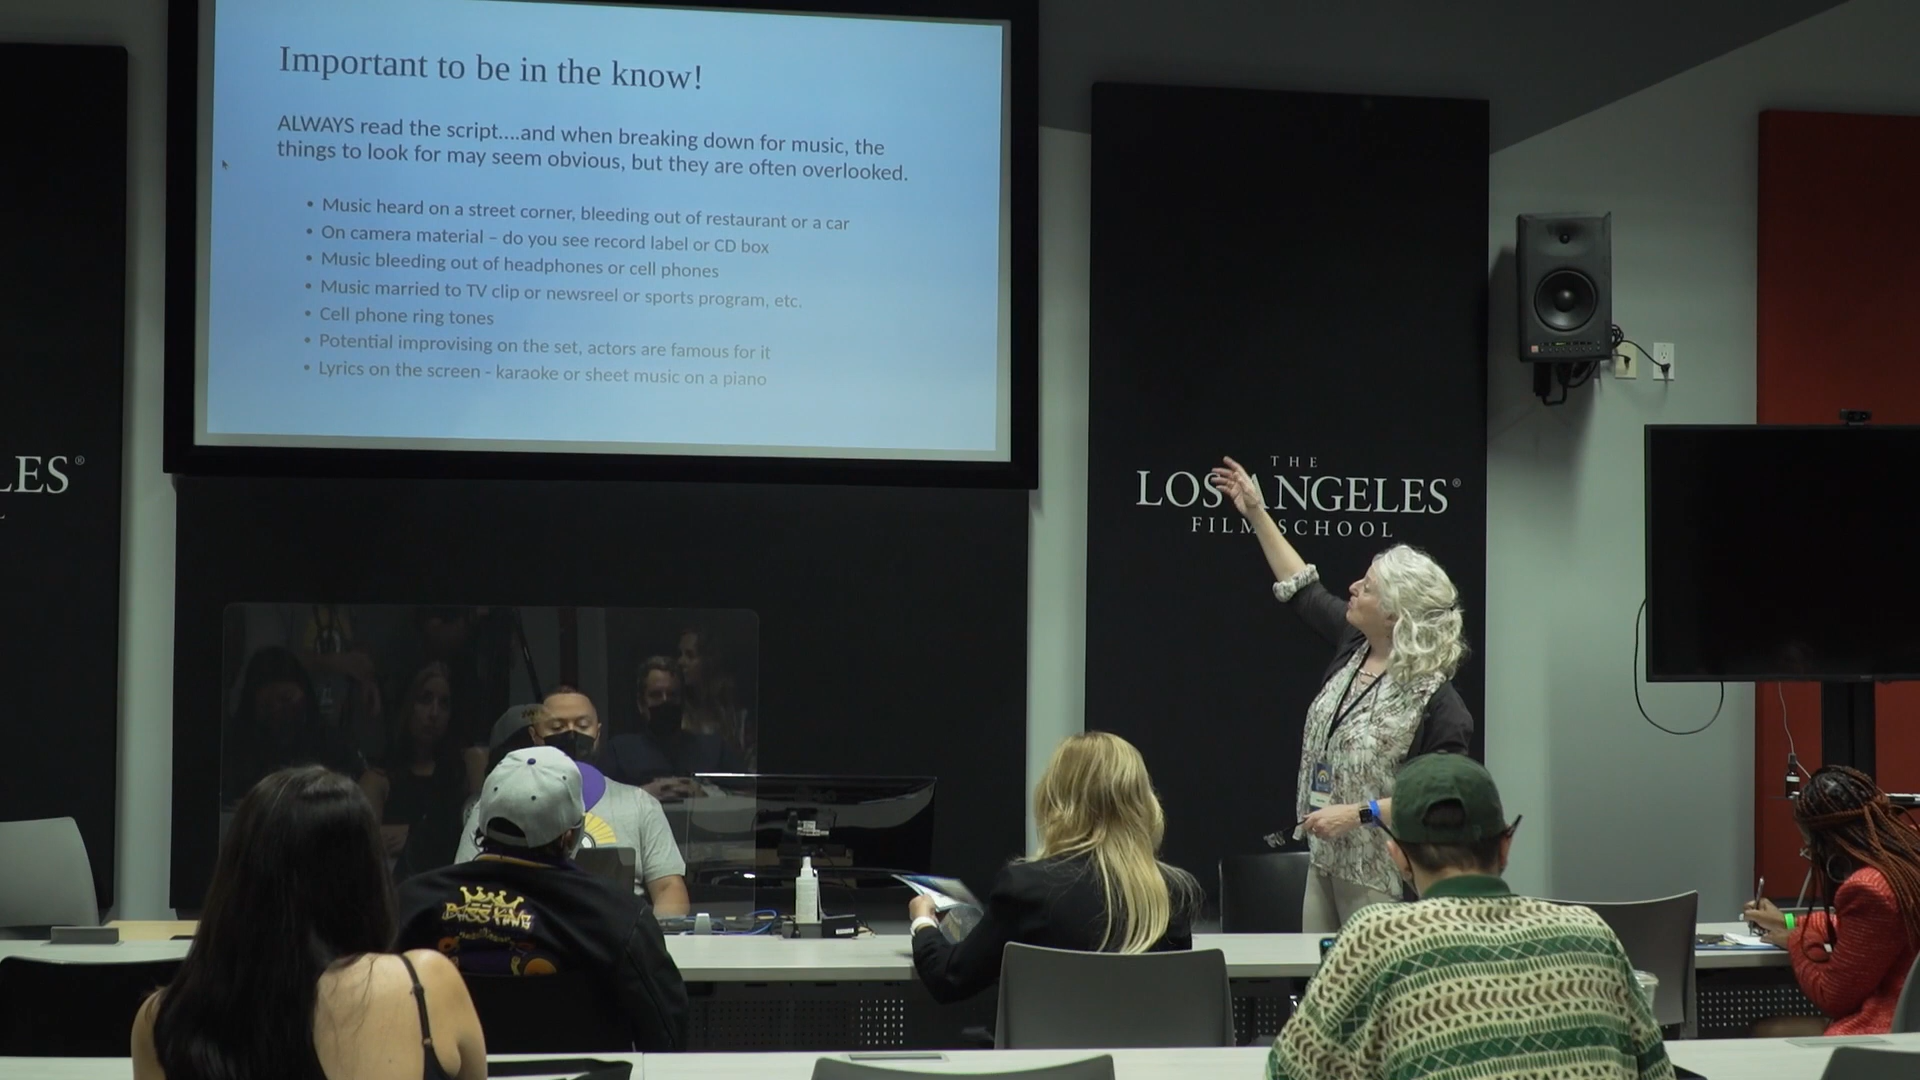 Important to be in the know!
ALWAYS read the script....and when breaking down for music, the
things to look for may seem obvious, but they are often overlooked.
• Music heard on a street corner, bleeding out of restaurant or a car
• On camera material – do you see record label or CD box
• Music bleeding out of headphones or cell phones
• Music married to TV clip or newsreel or sports program, etc.
• Cell phone ring tones
• Potential improvising on the set, actors are famous for it
• Lyrics on the screen - karaoke or sheet music on a piano
LES®
THE
LOS ANGELES®
FILM SCHOOL
BASS KING